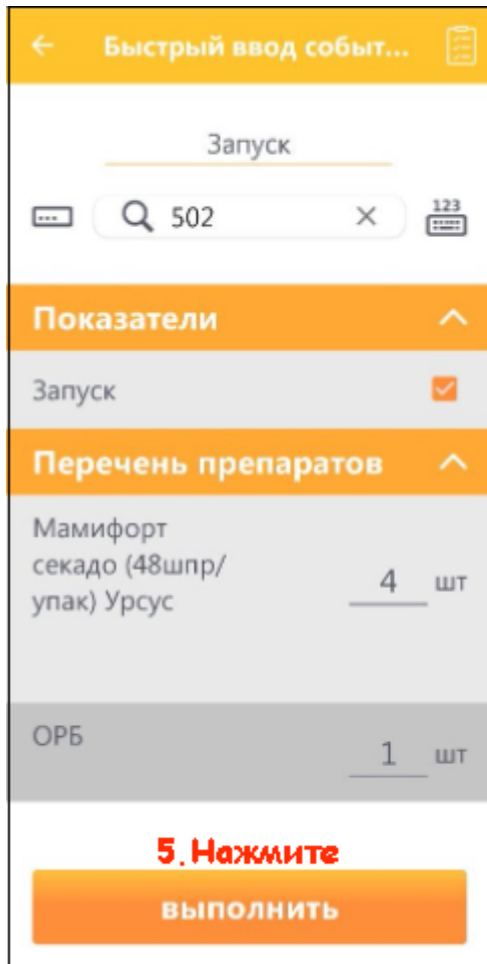 Быстрый ввод событ...
Запуск
502
123
Показатели
Запуск
Перечень препаратов
Мамифорт
секадо (48шпр/
упак) Урсус
4 шт
ОРБ
1 шт
5.Нажмите
ВЫПОЛНИТЬ